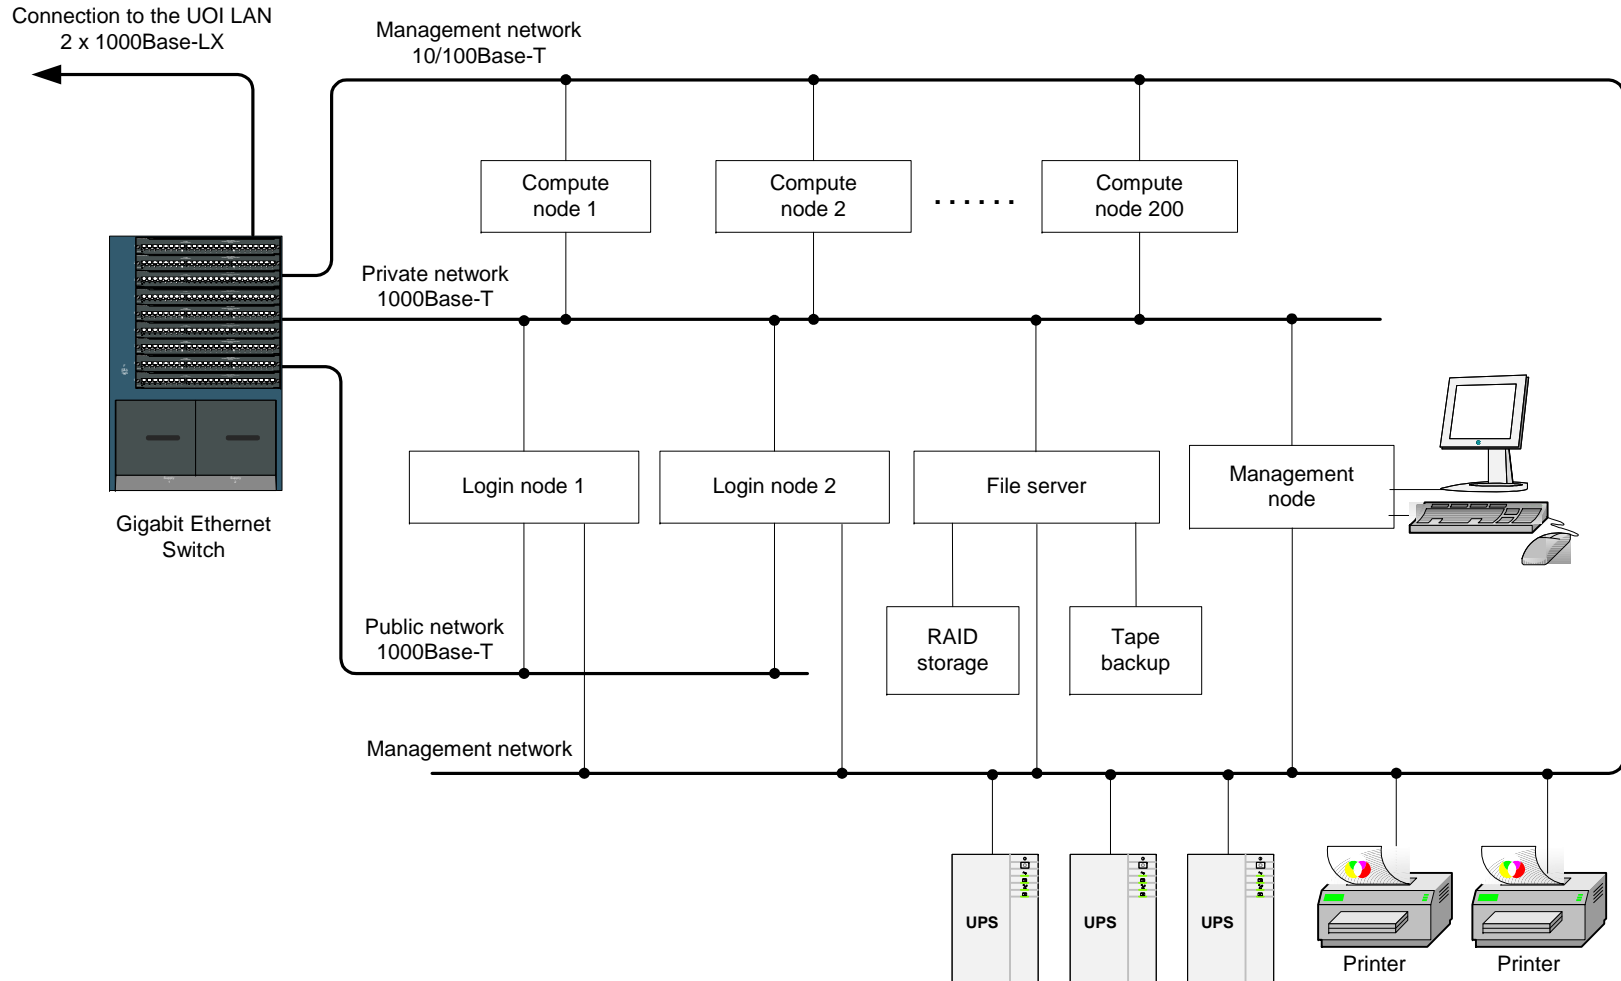 Connection to the UOI LAN
2 x 1000Base-LX
Management network
10/100Base-T
Compute
node 1
Compute
node 2
......
Compute
node 200
Private network
1000Base-T
Gigabit Ethernet
Switch
Login node 1
Login node 2
File server
Management
node
RAID
storage
Tape
backup
Public network
1000Base-T
Management network
UPS
UPS
UPS
Printer
Printer